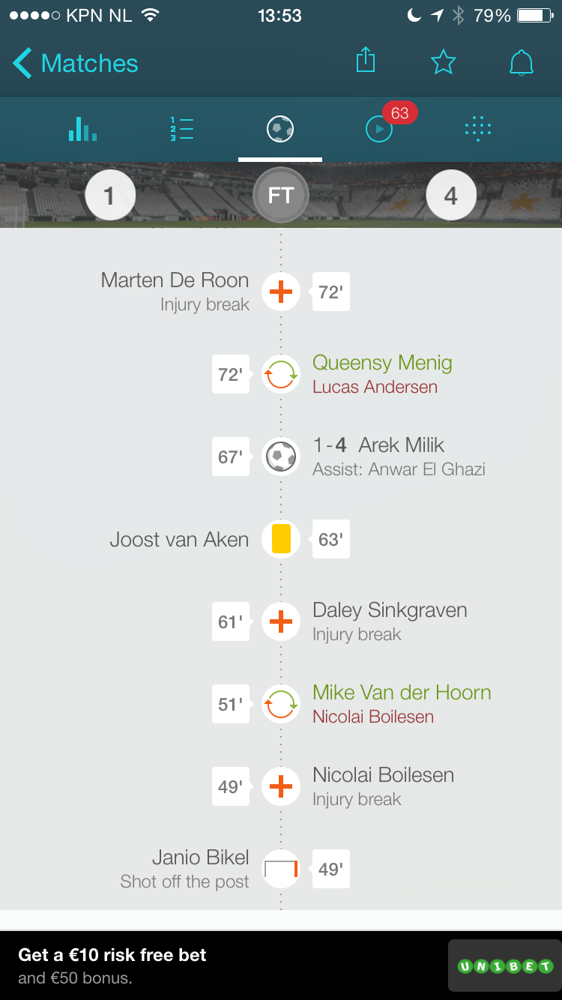 KPN NL 13:53 79%
Matches
63
1 2 3
1 FT 4
Marten De Roon
Injury break
72'
72'
Queensy Menig
Lucas Andersen
67'
1-4 Arek Milik
Assist: Anwar El Ghazi
Joost van Aken
63'
61'
Daley Sinkgraven
Injury break
51'
Mike Van der Hoorn
Nicolai Boilesen
49'
Nicolai Boilesen
Injury break
Janio Bikel
Shot off the post
49'
Get a €10 risk free bet
and €50 bonus.
UNIBET